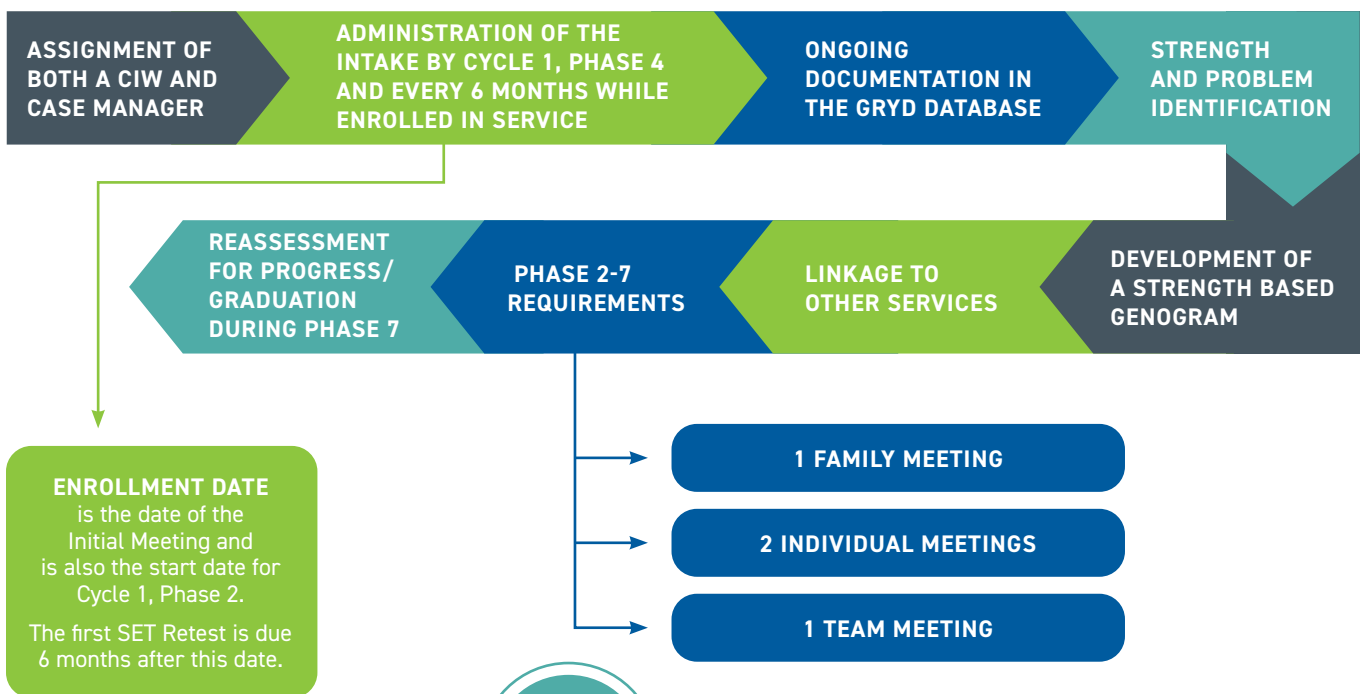 ASSIGNMENT OF
BOTH A CIW AND
CASE MANAGER
ADMINISTRATION OF THE
INTAKE BY CYCLE 1, PHASE 4
AND EVERY 6 MONTHS WHILE
ENROLLED IN SERVICE
ONGOING
DOCUMENTATION IN
THE GRYD DATABASE
STRENGTH
AND PROBLEM
IDENTIFICATION
DEVELOPMENT OF
A STRENGTH BASED
GENOGRAM
LINKAGE TO
OTHER SERVICES
PHASE 2-7
REQUIREMENTS
REASSESSMENT
FOR PROGRESS/
GRADUATION
DURING PHASE 7
ENROLLMENT DATE
is the date of the
Initial Meeting and
is also the start date for
Cycle 1, Phase 2.
The first SET Retest is due
6 months after this date.
1 FAMILY MEETING
2 INDIVIDUAL MEETINGS
1 TEAM MEETING